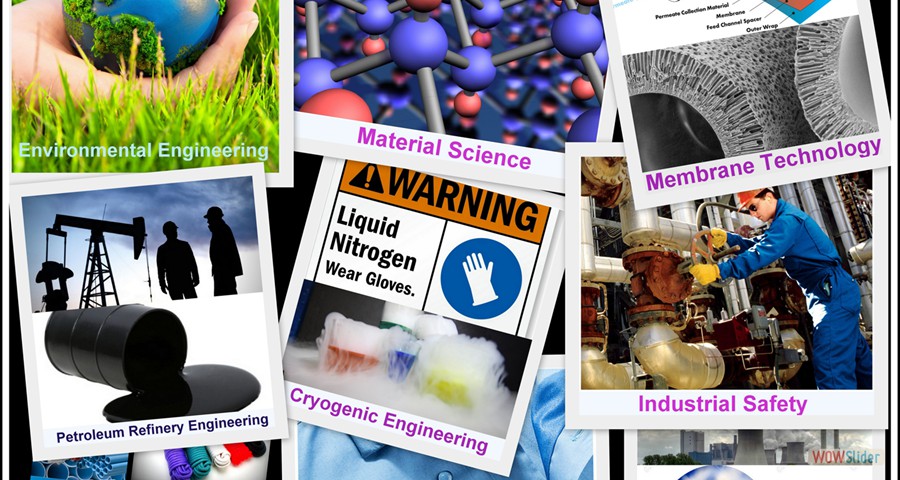 Permeate Collection Material
Membrane
Feed Channel Spacer
Outer Wrap
Environmental Engineering
Material Science
Membrane Technology
WARNING
Liquid
Nitrogen
Wear Gloves.
Petroleum Refinery Engineering
Cryogenic Engineering
Industrial Safety
WOWSlider